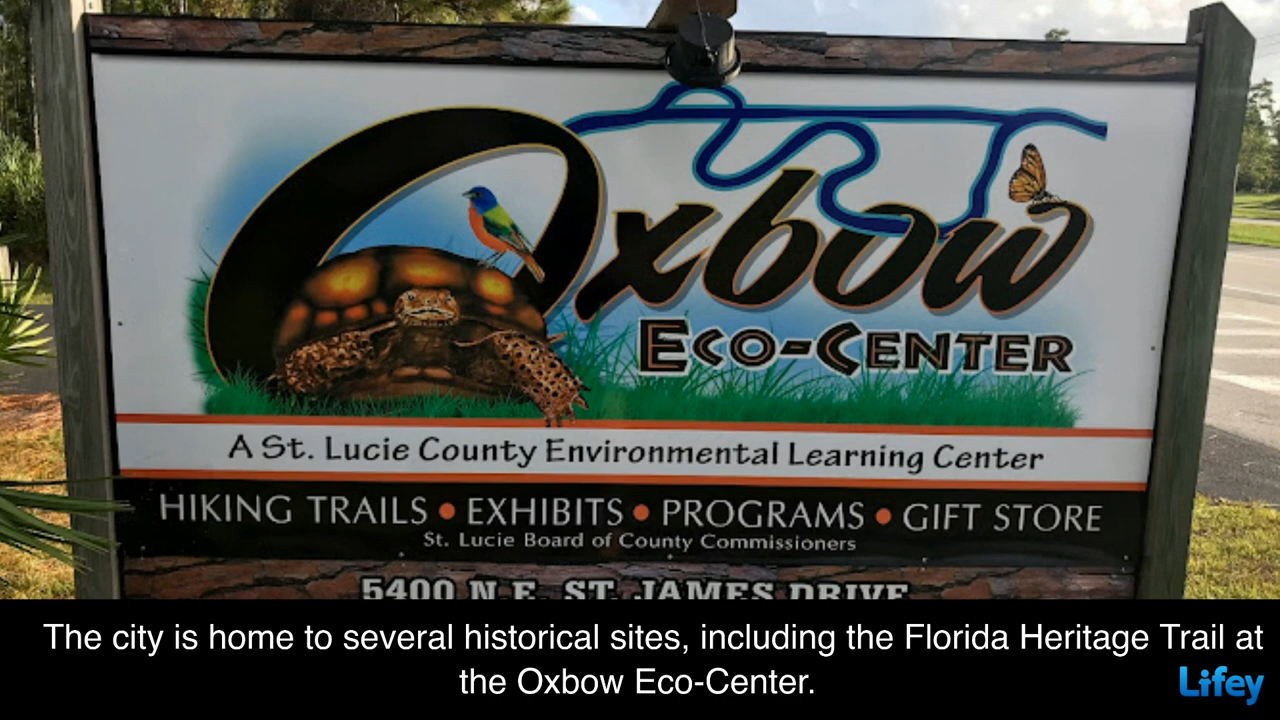 Oxbow
ECO-CENTER
A St. Lucie County Environmental Learning Center
HIKING TRAILS • EXHIBITS • PROGRAMS • GIFT STORE
St. Lucie Board of County Commissioners
5400 N.E. ST. JAMES DRIVE
The city is home to several historical sites, including the Florida Heritage Trail at
the Oxbow Eco-Center.
Lifey